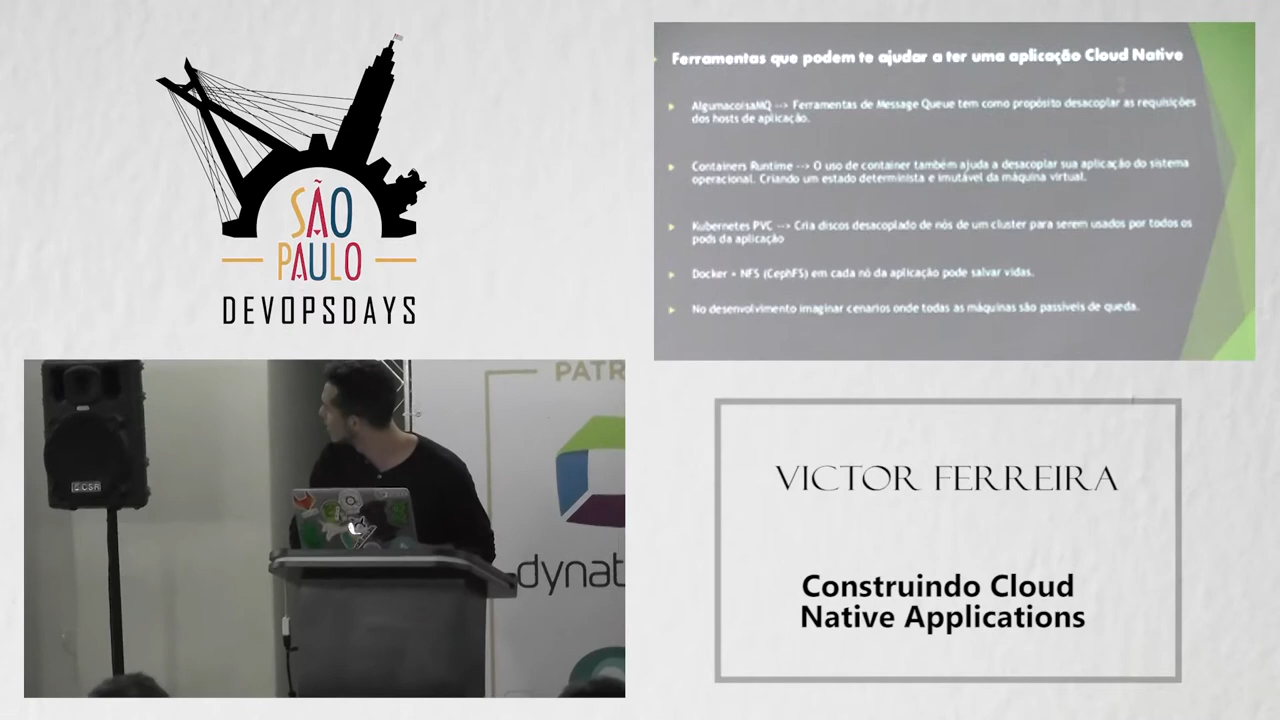 SÃO
PAULO
DEVOPSDAYS
Ferramentas que podem te ajudar a ter uma aplicação Cloud Native
AlgumacoisaMQ --> Ferramentas de Message Queue tem como propósito desacoplar as requisições
dos hosts de aplicação.
Containers Runtime --> O uso de container também ajuda a desacoplar sua aplicação do sistema
operacional. Criando um estado determinista e imutável da máquina virtual.
Kubernetes PVC --> Cria discos desacoplado de nós de um cluster para serem usados por todos os
pods da aplicação
Docker + NFS (CephFS) em cada nó da aplicação pode salvar vidas.
No desenvolvimento imaginar cenarios onde todas as máquinas são passíveis de queda.
PATR
CSR
dynat
VICTOR FERREIRA
Construindo Cloud
Native Applications